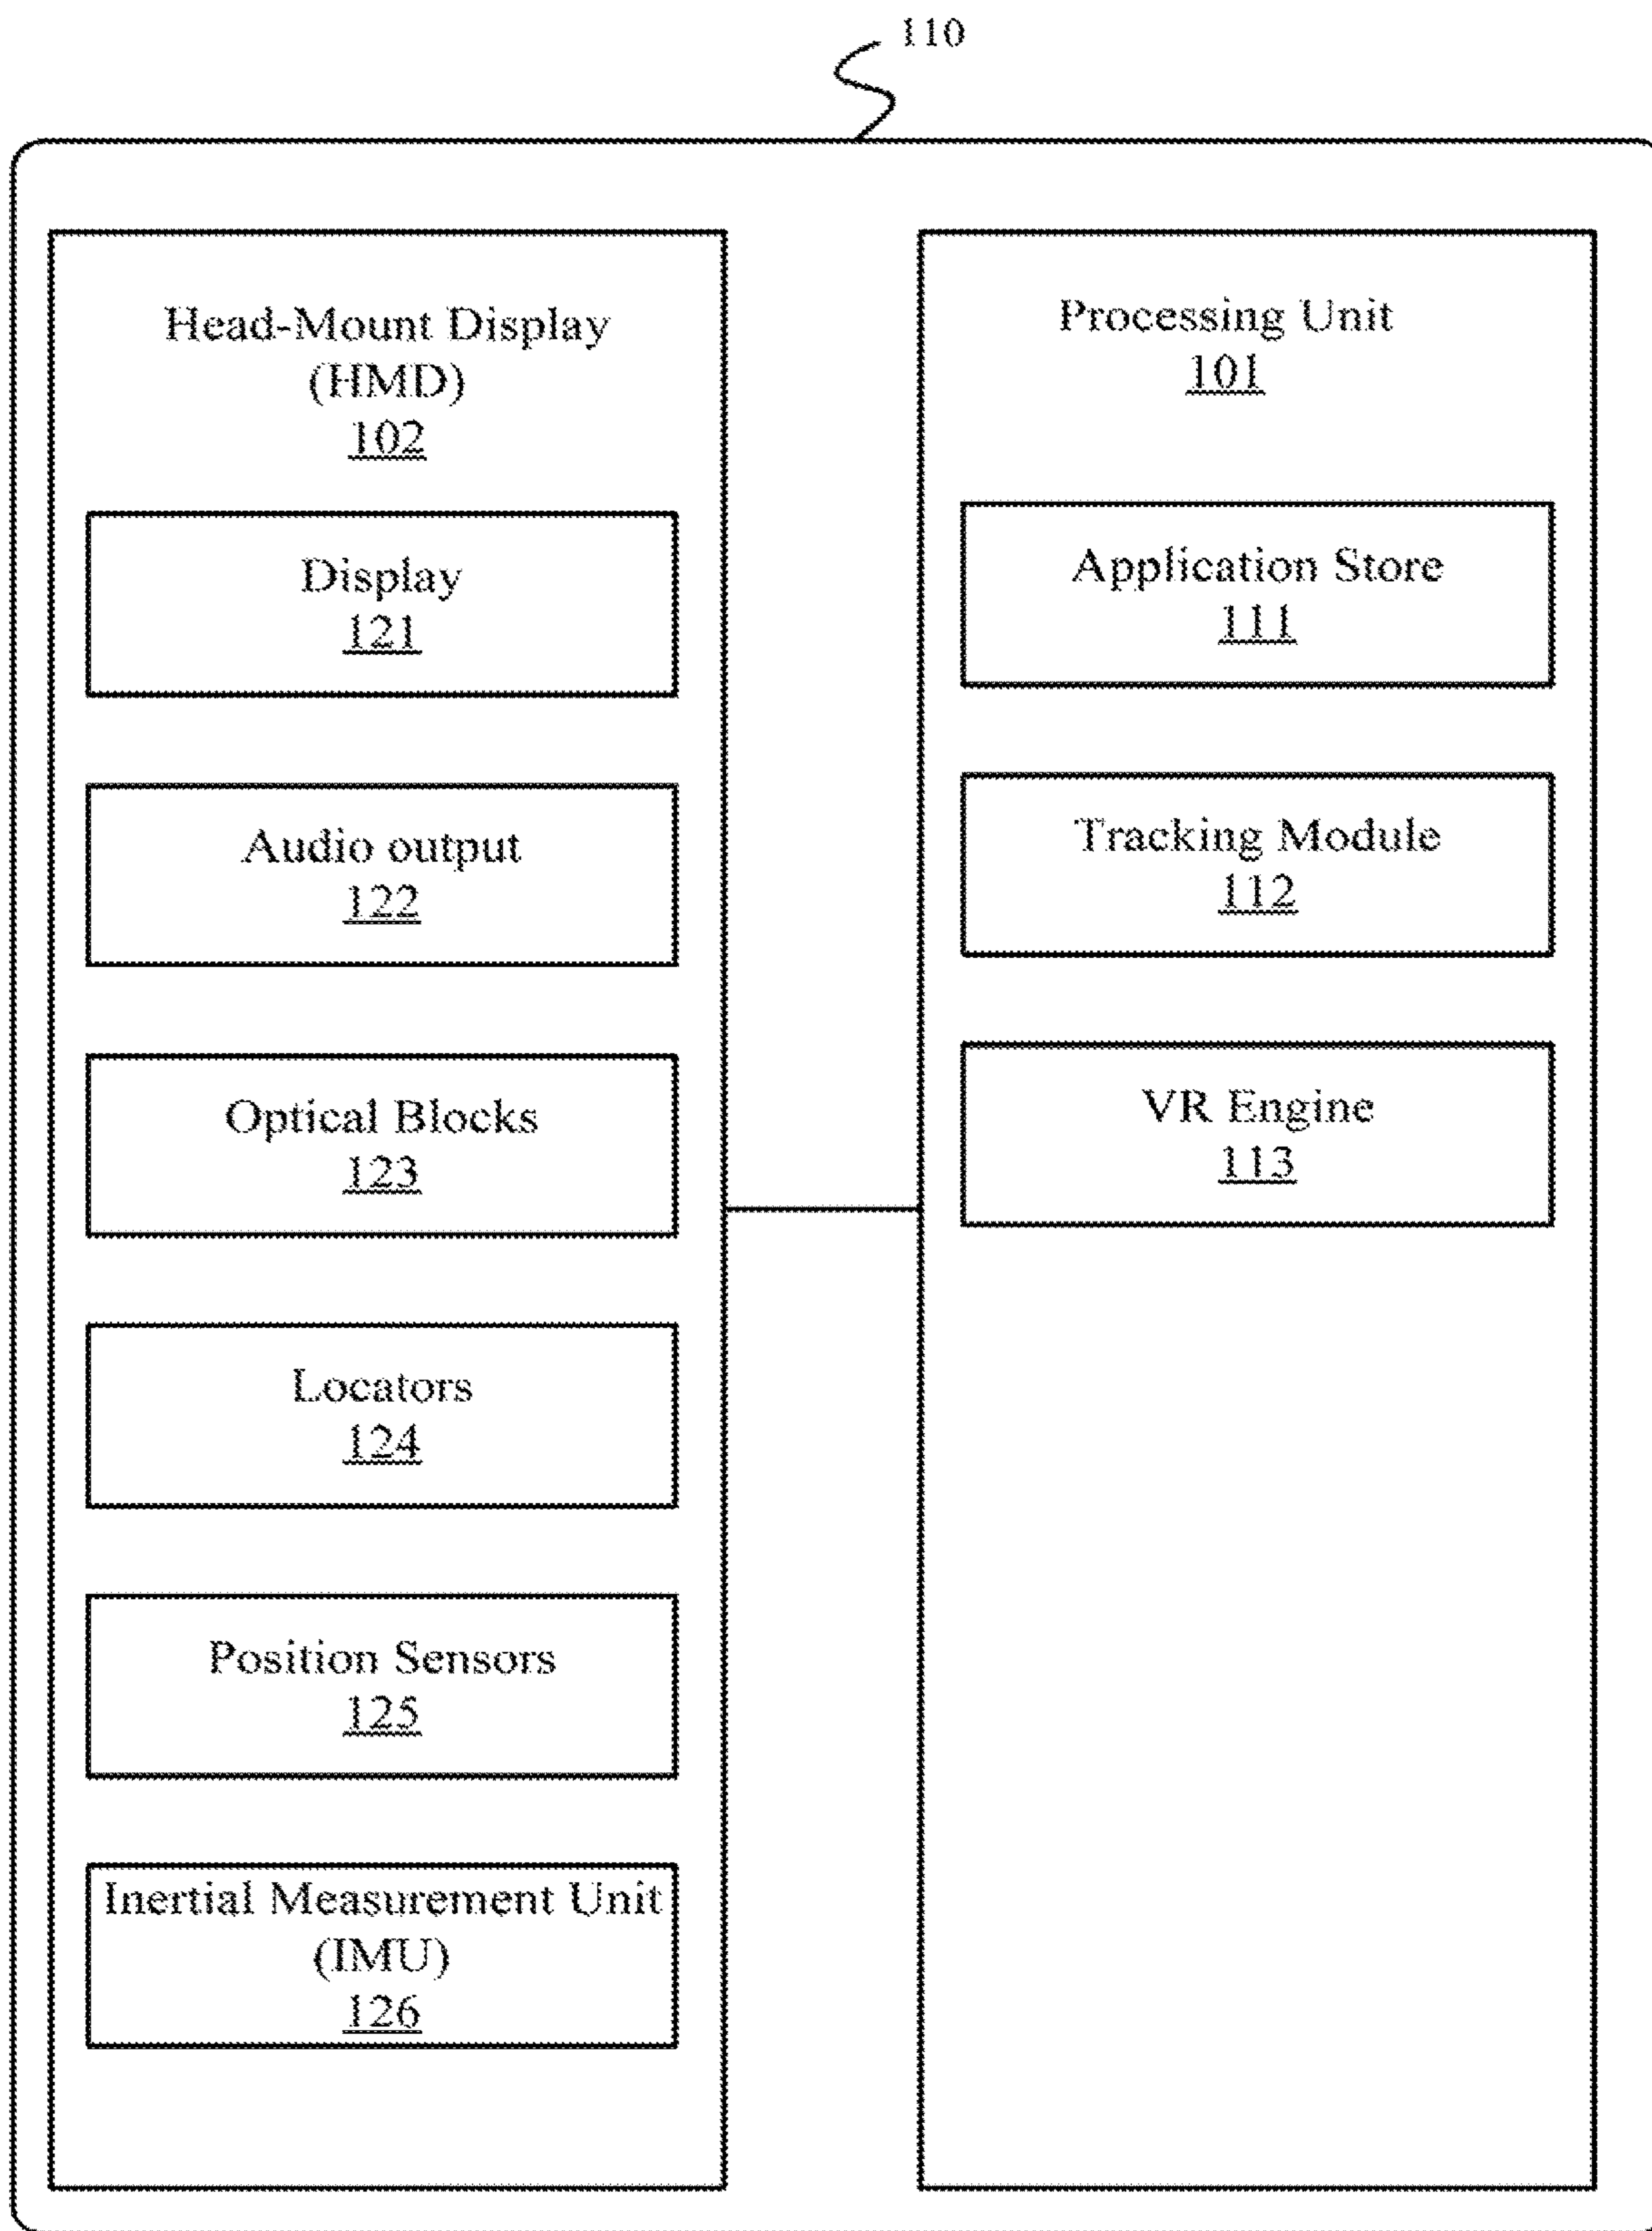 110
Head-Mount Display
(HMD)
102
Display
121
Audio output
122
Optical Blocks
123
Locators
124
Position Sensors
125
Inertial Measurement Unit
(IMU)
126
Processing Unit
101
Application Store
111
Tracking Module
112
VR Engine
113